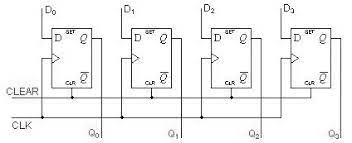 D0 D1 D2 D3
SET SET SET SET
D Q D Q D Q D Q
Q Q Q Q
CLR CLR CLR CLR
CLEAR
CLK
Q0 Q1 Q2 Q3